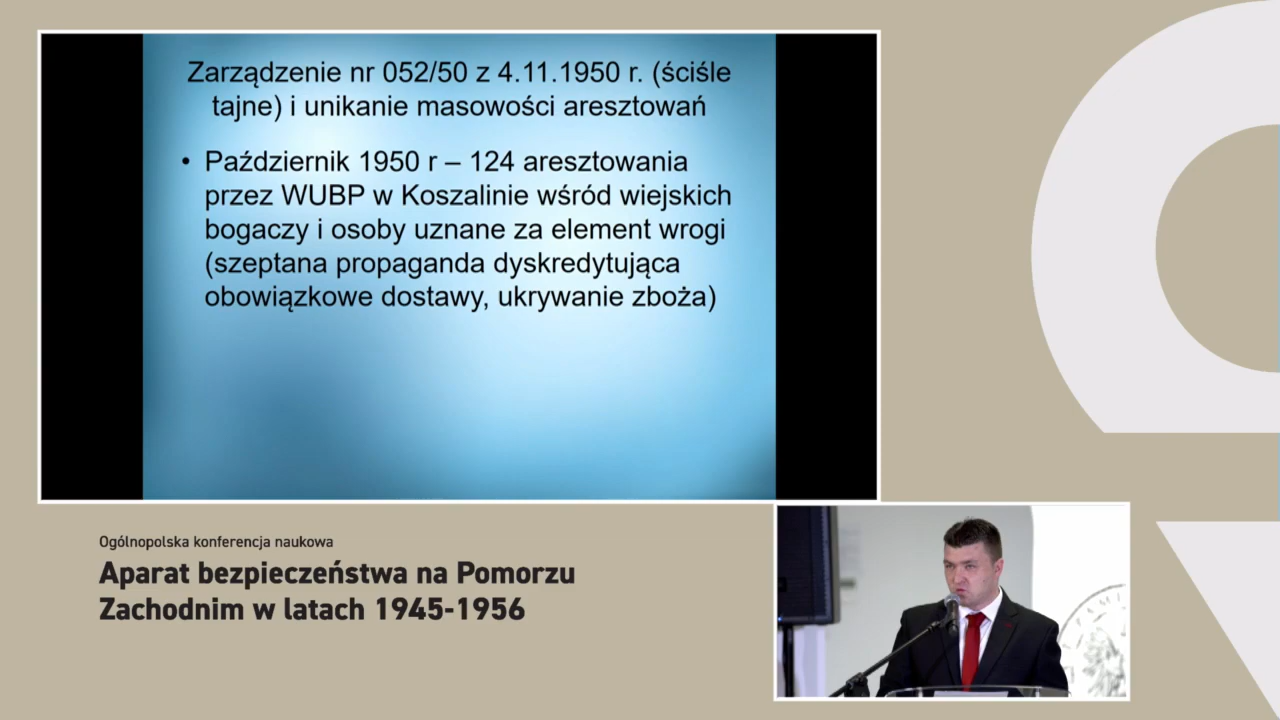 Zarządzenie nr 052/50 z 4.11.1950 r. (ściśle
tajne) i unikanie masowości aresztowań
• Październik 1950 r – 124 aresztowania
przez WUBP w Koszalinie wśród wiejskich
bogaczy i osoby uznane za element wrogi
(szeptana propaganda dyskredytująca
obowiązkowe dostawy, ukrywanie zboża)
Ogólnopolska konferencja naukowa
Aparat bezpieczeństwa na Pomorzu
Zachodnim w latach 1945-1956